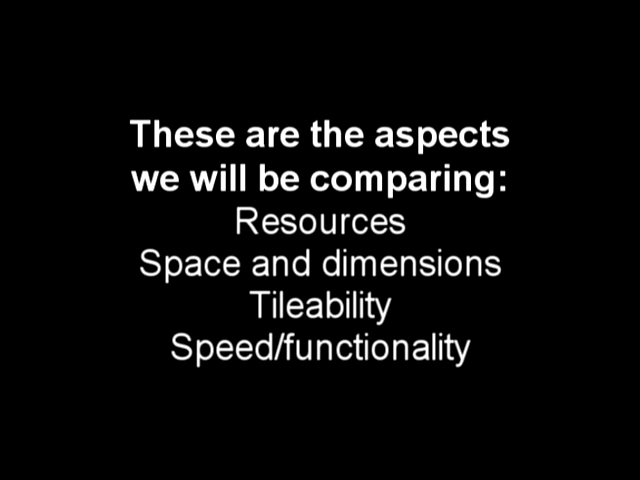 These are the aspects
we will be comparing:
Resources
Space and dimensions
Tileability
Speed/functionality